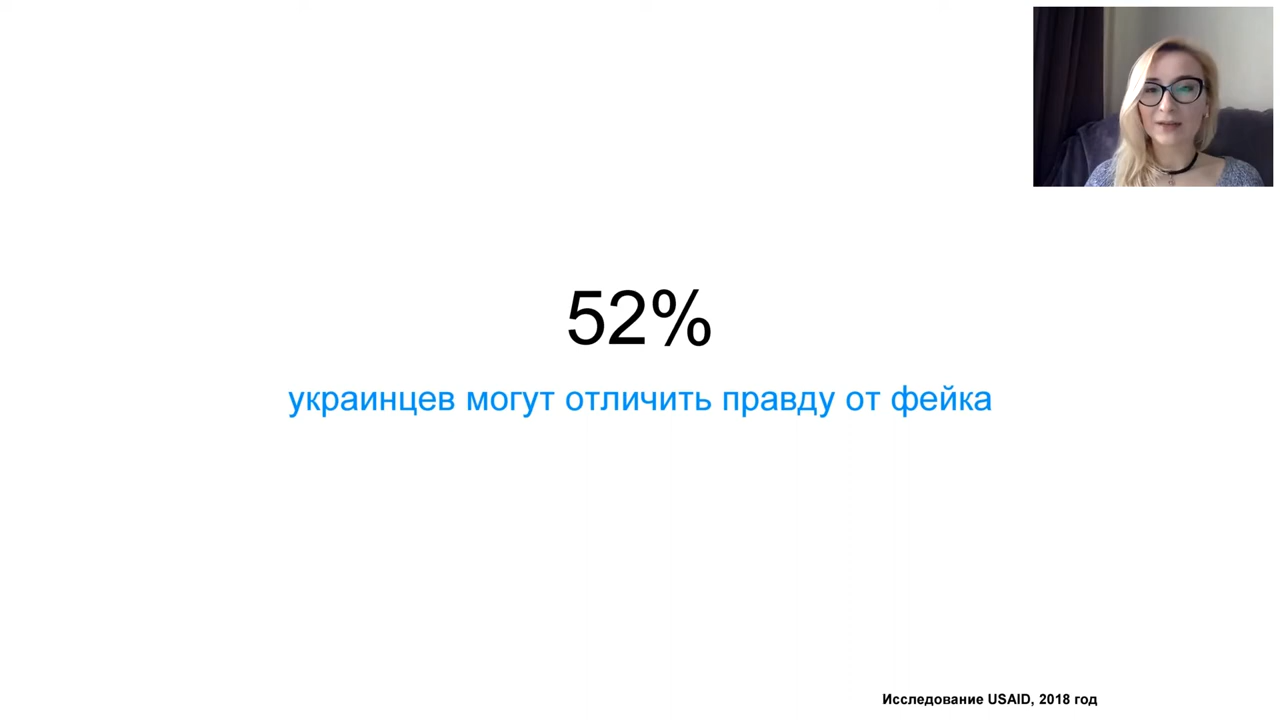 52%
украинцев могут отличить правду от фейка
Исследование USAID, 2018 год